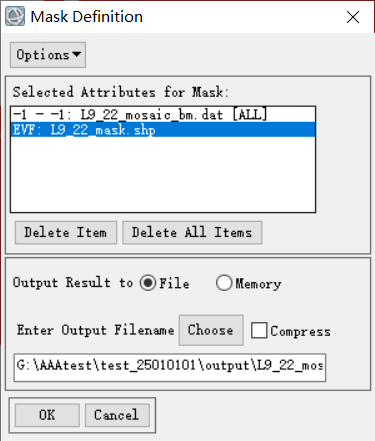 Mask Definition
Options
Selected Attributes for Mask:
-1 - -1: L9_22_mosaic_bm.dat [ALL]
EVF: L9_22_mask.shp
Delete Item Delete All Items
Output Result to File Memory
Enter Output Filename Choose Compress
G:\AAAtest\test_25010101\output\L9_22_mos
OK Cancel